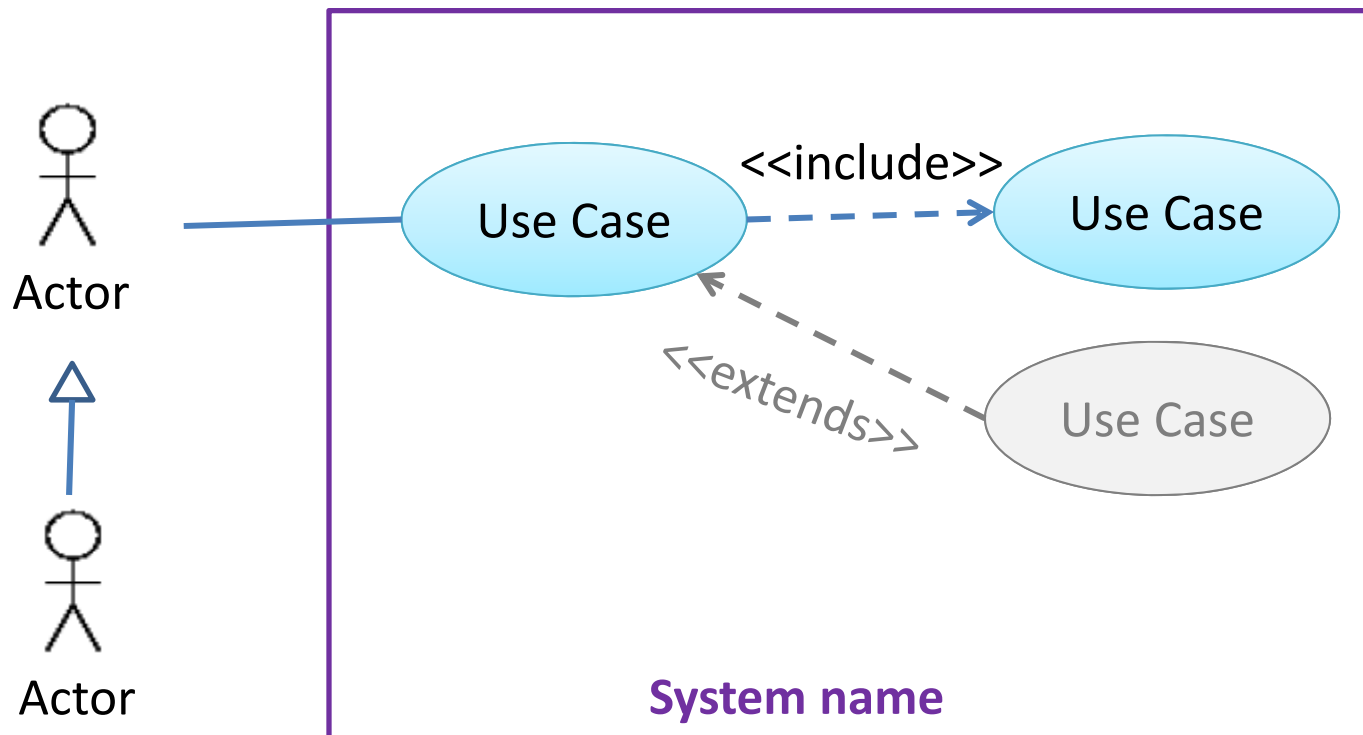 <<include>>
Use Case
Use Case
Actor
<<extends>>
Use Case
Actor
System name